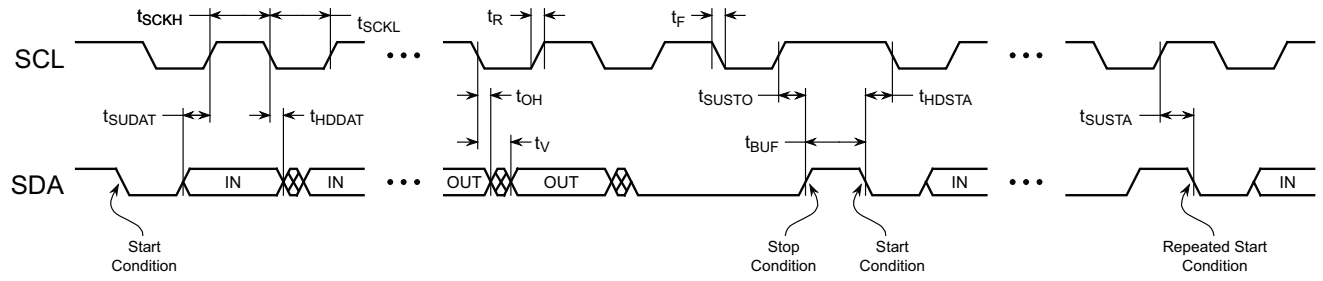 tSCKH
tSCKL
tR
tF
SCL
tSUDAT
tHDDAT
tOH
tV
tSUSTO
tHDSTA
tBUF
tSUSTA
SDA
IN
IN
OUT
OUT
IN
IN
Start
Condition
Stop
Condition
Start
Condition
Repeated Start
Condition